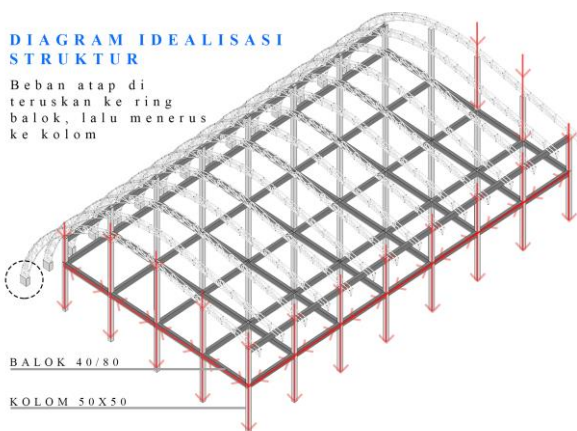 DIAGRAM IDEALISASI
STRUKTUR
Beban atap di
teruskan ke ring
balok, lalu menerus
ke kolom
BALOK 40/80
KOLOM 50X50